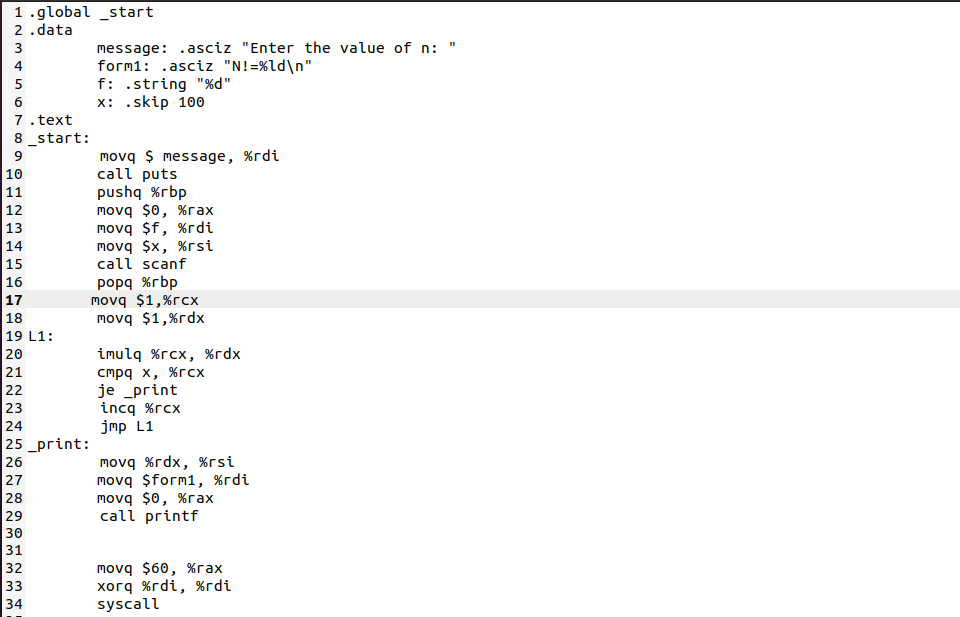 1 .global _start
2 .data
3 message: .asciz "Enter the value of n: "
4 form1: .asciz "N!=%ld\n"
5 f: .string "%d"
6 x: .skip 100
7 .text
8 _start:
9 movq $ message, %rdi
10 call puts
11 pushq %rbp
12 movq $0, %rax
13 movq $f, %rdi
14 movq $x, %rsi
15 call scanf
16 popq %rbp
17 movq $1,%rcx
18 movq $1,%rdx
19 L1:
20 imulq %rcx, %rdx
21 cmpq x, %rcx
22 je _print
23 incq %rcx
24 jmp L1
25 _print:
26 movq %rdx, %rsi
27 movq $form1, %rdi
28 movq $0, %rax
29 call printf
30
31
32 movq $60, %rax
33 xorq %rdi, %rdi
34 syscall